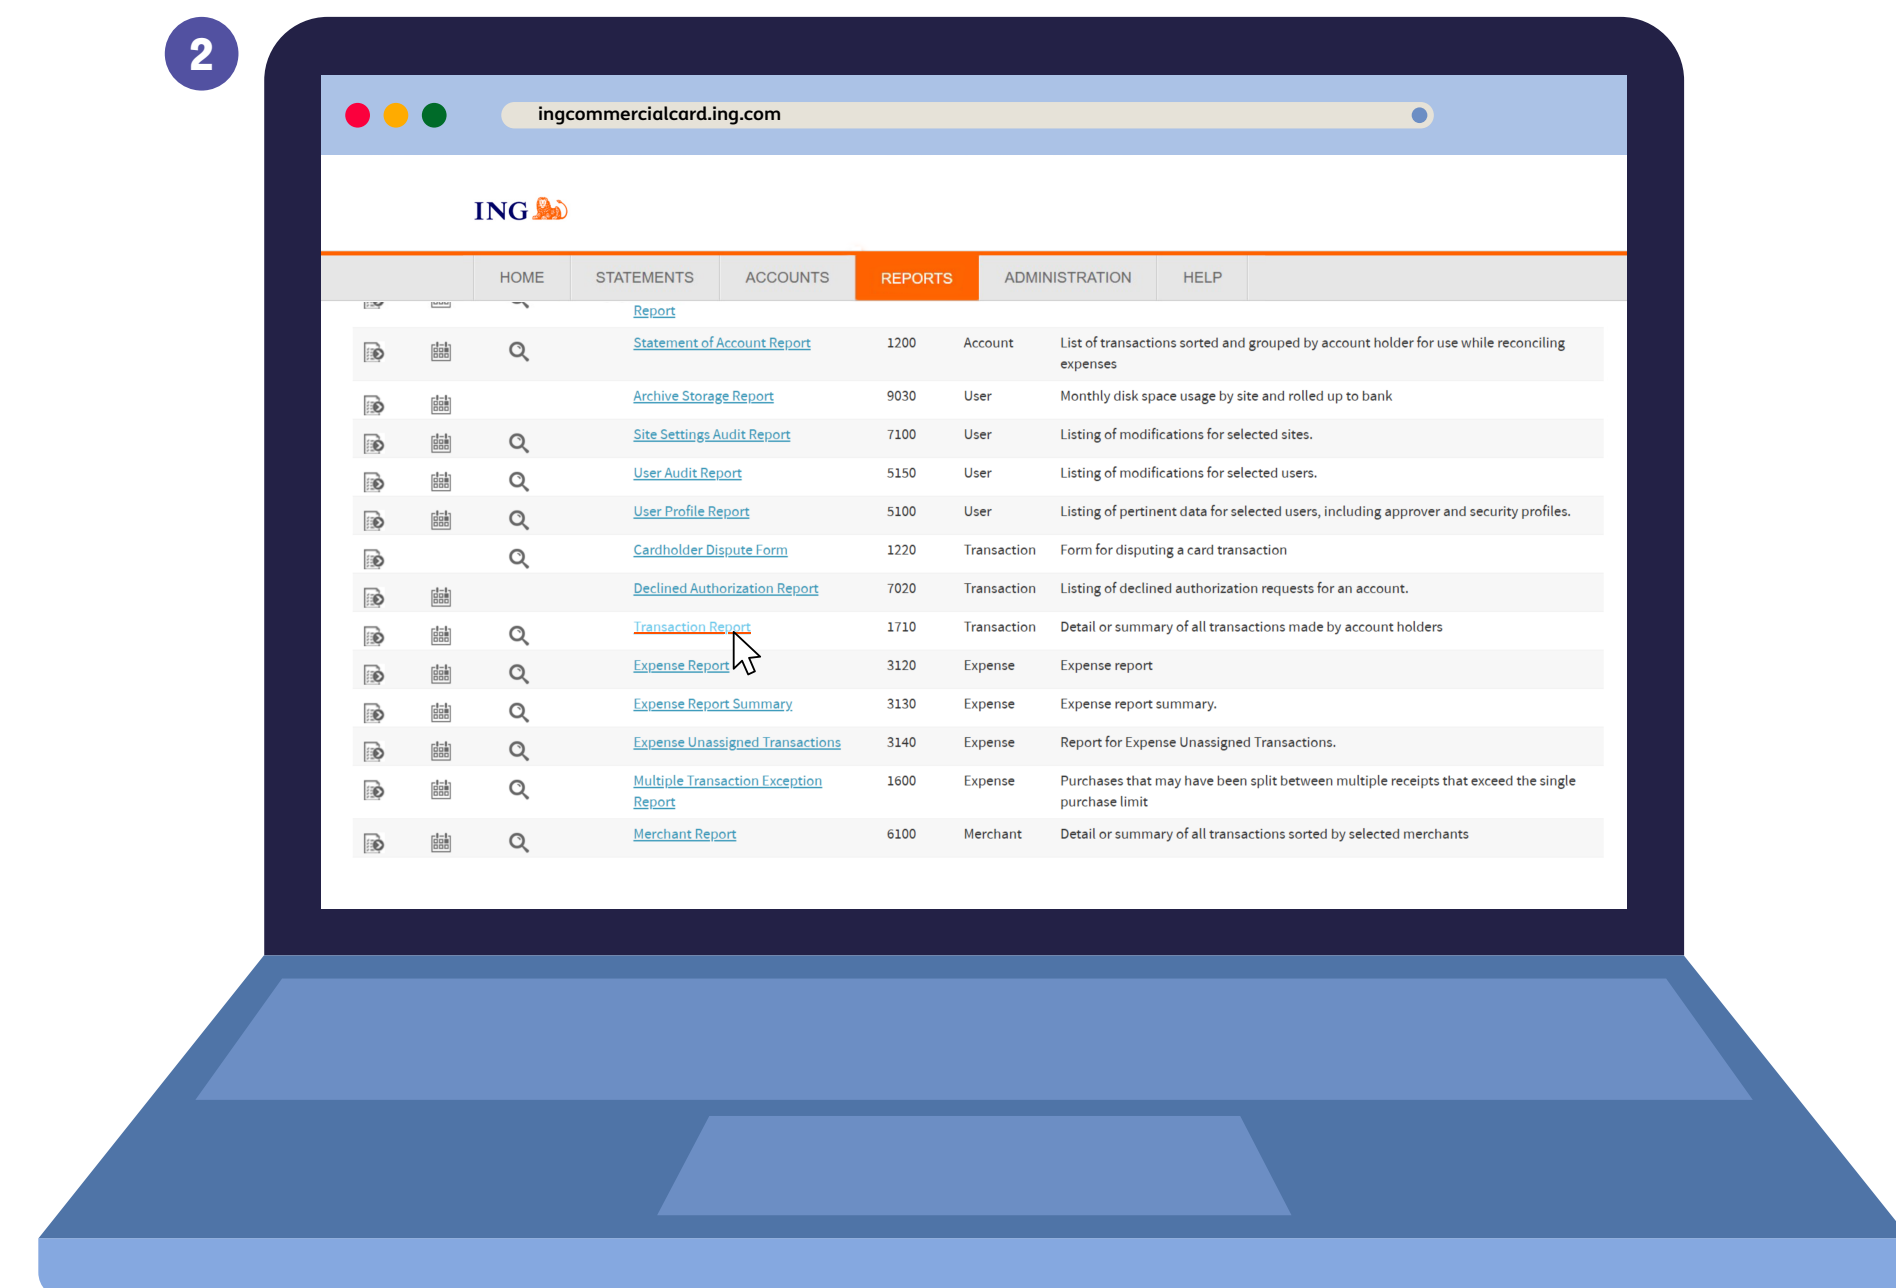 2
ingcommercialcard.ing.com
ING
HOME STATEMENTS ACCOUNTS REPORTS ADMINISTRATION HELP
Report
Statement of Account Report 1200 Account List of transactions sorted and grouped by account holder for use while reconciling
expenses
Archive Storage Report 9030 User Monthly disk space usage by site and rolled up to bank
Site Settings Audit Report 7100 User Listing of modifications for selected sites.
User Audit Report 5150 User Listing of modifications for selected users.
User Profile Report 5100 User Listing of pertinent data for selected users, including approver and security profiles.
Cardholder Dispute Form 1220 Transaction Form for disputing a card transaction
Declined Authorization Report 7020 Transaction Listing of declined authorization requests for an account.
Transaction Report 1710 Transaction Detail or summary of all transactions made by account holders
Expense Report 3120 Expense Expense report
Expense Report Summary 3130 Expense Expense report summary.
Expense Unassigned Transactions 3140 Expense Report for Expense Unassigned Transactions.
Multiple Transaction Exception 1600 Expense Purchases that may have been split between multiple receipts that exceed the single
Report purchase limit
Merchant Report 6100 Merchant Detail or summary of all transactions sorted by selected merchants